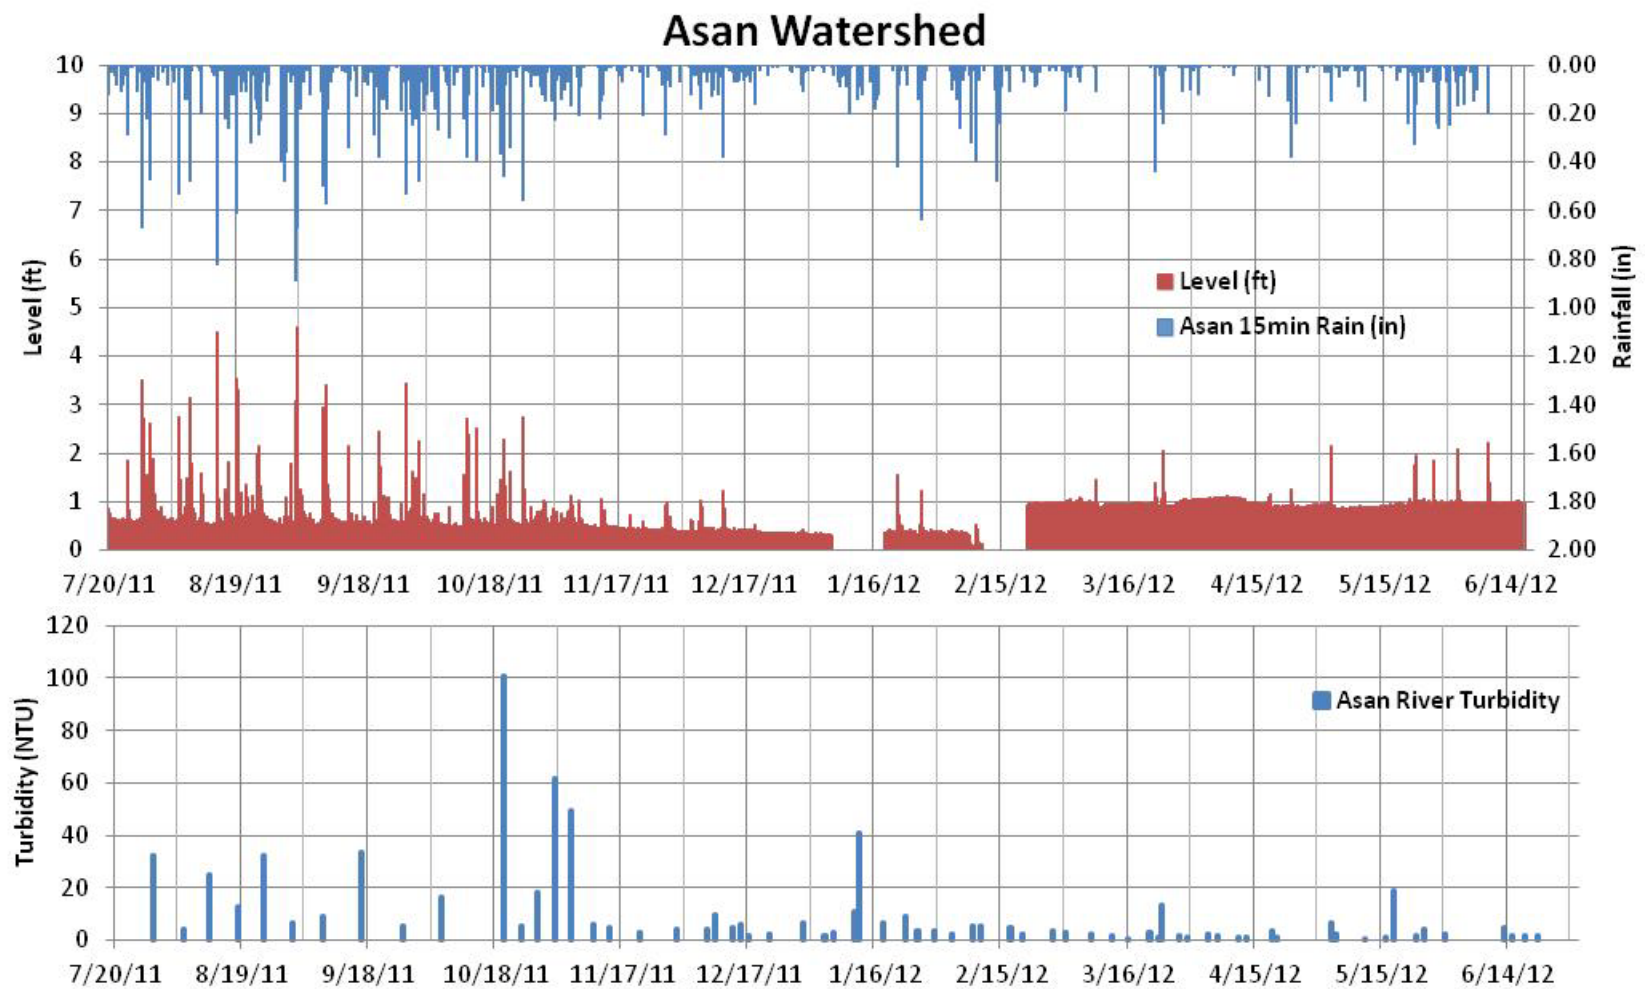 Asan Watershed
10 0.00
9 0.20
8 0.40
7 0.60
6 0.80
5 1.00
4 1.20
3 1.40
2 1.60
1 1.80
0 2.00
Level (ft)
Rainfall (in)
Level (ft)
Asan 15min Rain (in)
7/20/11 8/19/11 9/18/11 10/18/11 11/17/11 12/17/11 1/16/12 2/15/12 3/16/12 4/15/12 5/15/12 6/14/12
120
100
80
60
40
20
0
Turbidity (NTU)
Asan River Turbidity
7/20/11 8/19/11 9/18/11 10/18/11 11/17/11 12/17/11 1/16/12 2/15/12 3/16/12 4/15/12 5/15/12 6/14/12